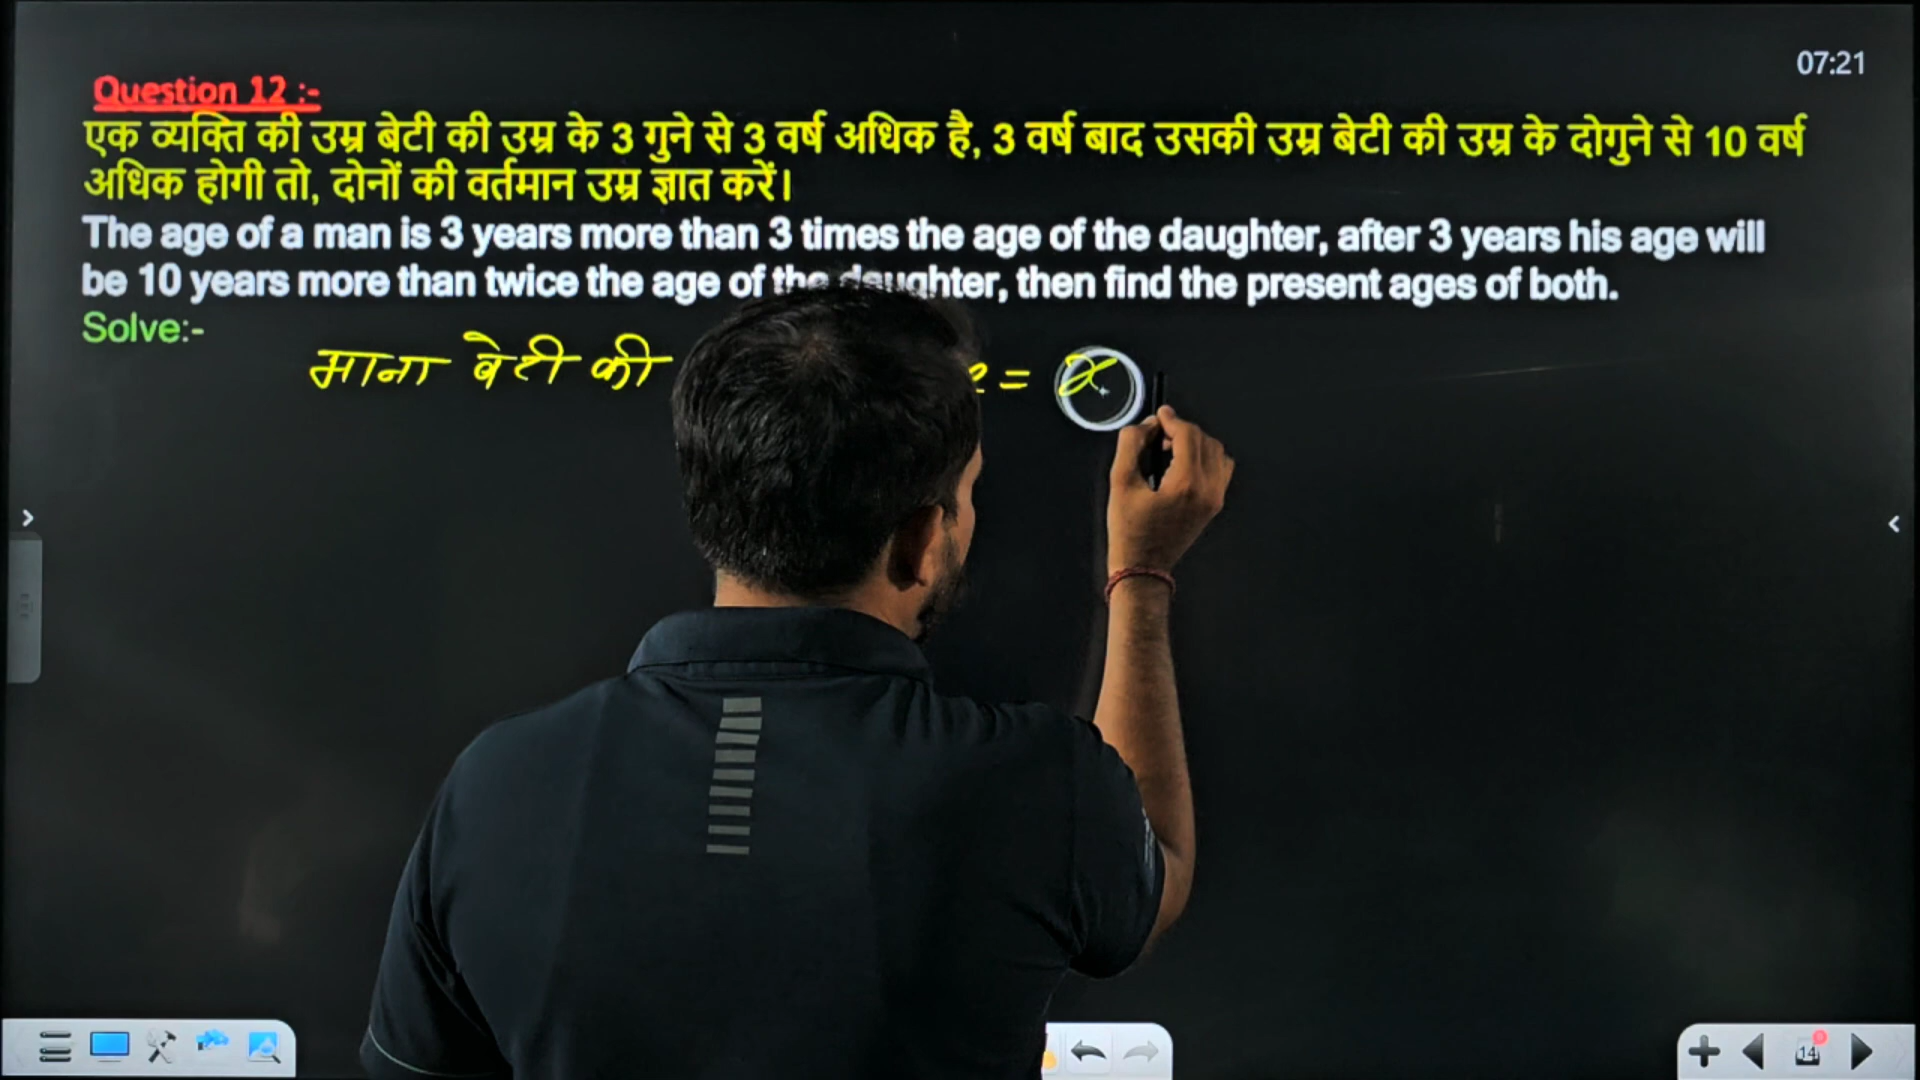 07:21
Question 12 :-
एक व्यक्ति की उम्र बेटी की उम्र के 3 गुने से 3 वर्ष अधिक है, 3 वर्ष बाद उसकी उम्र बेटी की उम्र के दोगुने से 10 वर्ष
अधिक होगी तो, दोनों की वर्तमान उम्र ज्ञात करें।
The age of a man is 3 years more than 3 times the age of the daughter, after 3 years his age will
be 10 years more than twice the age of the daughter, then find the present ages of both.
Solve:-
माना बेटी की = x
14